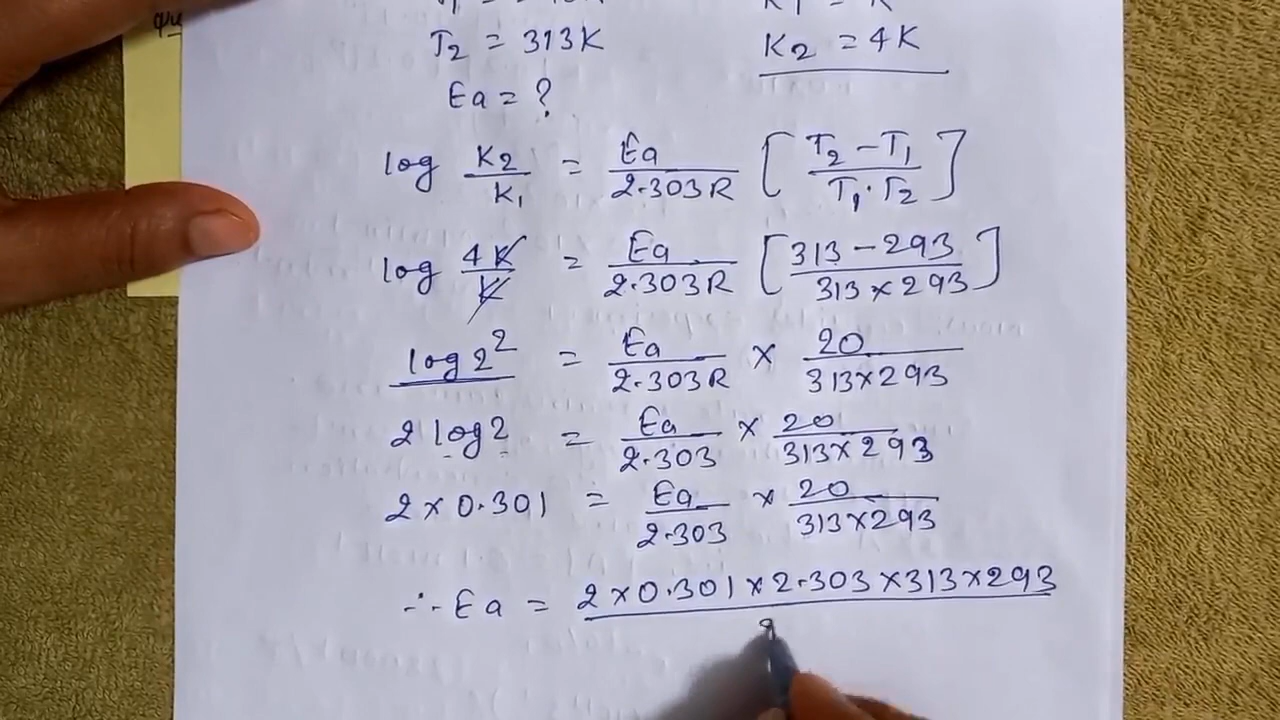 T₂ = 313K K₂ = 4K
Ea = ?
log K₂/K₁ = Ea/2.303R [T₂ - T₁/T₁·T₂]
log 4K/K = Ea/2.303R [313 - 293/313 × 293]
log 2² = Ea/2.303R × 20/313×293
2 log 2 = Ea/2.303 × 20/313×293
2 × 0.301 = Ea/2.303 × 20/313×293
∴ Ea = 2 × 0.301 × 2.303 × 313 × 293